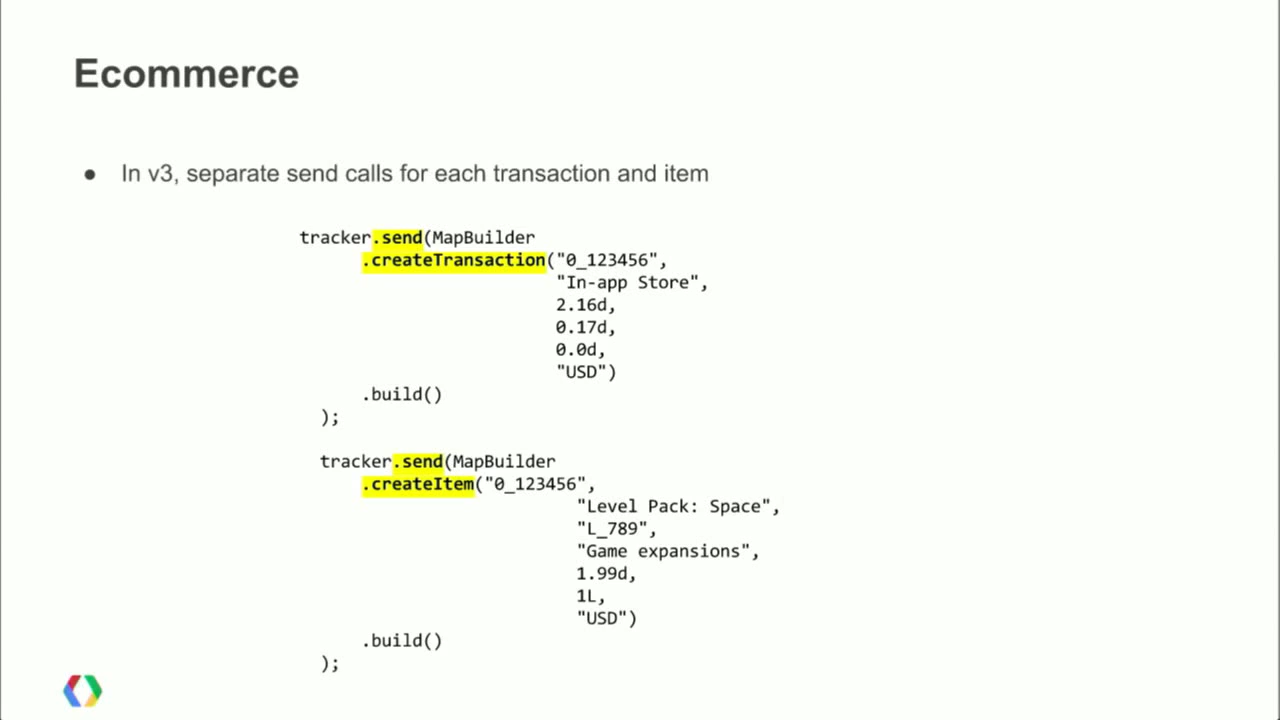 Ecommerce
● In v3, separate send calls for each transaction and item
tracker.send(MapBuilder
.createTransaction("0_123456",
"In-app Store",
2.16d,
0.17d,
0.0d,
"USD")
.build()
);
tracker.send(MapBuilder
.createItem("0_123456",
"Level Pack: Space",
"L_789",
"Game expansions",
1.99d,
1L,
"USD")
.build()
);